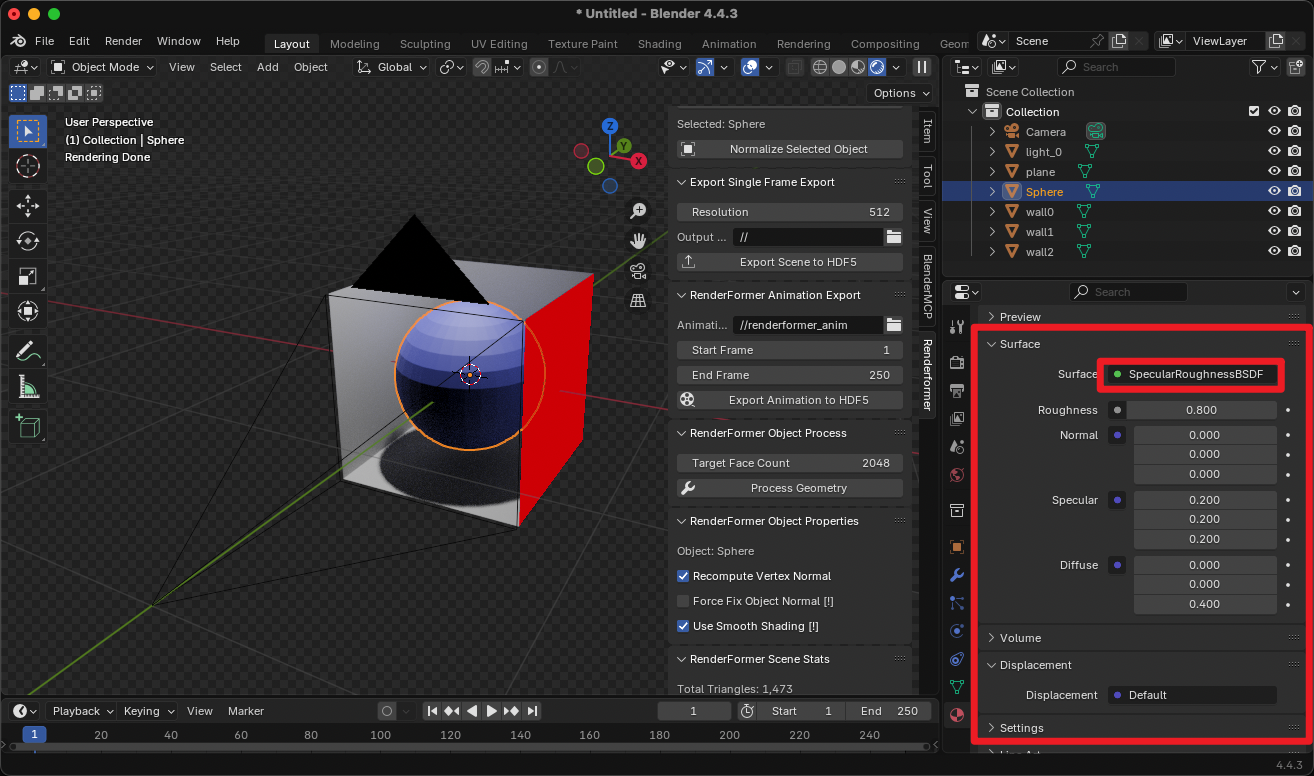 * Untitled - Blender 4.4.3
File Edit Render Window Help
Layout Modeling Sculpting UV Editing Texture Paint Shading Animation Rendering Compositing Geom
Scene
ViewLayer
Object Mode View Select Add Object Global
Options
User Perspective
(1) Collection | Sphere
Rendering Done
Z
Y
X
Selected: Sphere
Normalize Selected Object
Export Single Frame Export
Resolution 512
Output ... //
Export Scene to HDF5
RenderFormer Animation Export
Animati... //renderformer_anim
Start Frame 1
End Frame 250
Export Animation to HDF5
RenderFormer Object Process
Target Face Count 2048
Process Geometry
RenderFormer Object Properties
Object: Sphere
Recompute Vertex Normal
Force Fix Object Normal [!]
Use Smooth Shading [!]
RenderFormer Scene Stats
Total Triangles: 1,473
Item
Tool
View
BlenderMCP
Renderformer
Search
Scene Collection
Collection
Camera
light_0
plane
Sphere
wall0
wall1
wall2
Search
Preview
Surface
Surface SpecularRoughnessBSDF
Roughness 0.800
Normal 0.000
0.000
0.000
Specular 0.200
0.200
0.200
Diffuse 0.000
0.000
0.400
Volume
Displacement
Displacement Default
Settings
Playback Keying View Marker
1
Start 1
End 250
1 20 40 60 80 100 120 140 160 180 200 220 240
4.4.3